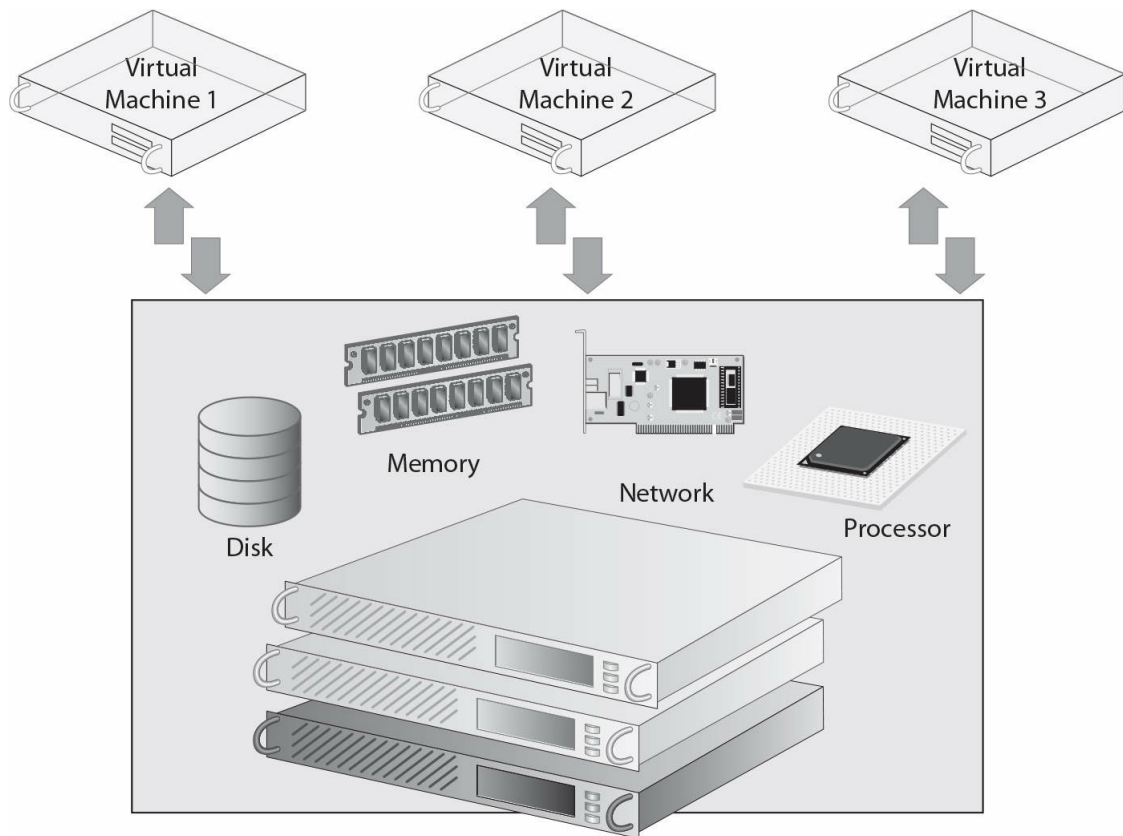 Virtual
Machine 1
Virtual
Machine 2
Virtual
Machine 3
Memory
Network
Processor
Disk